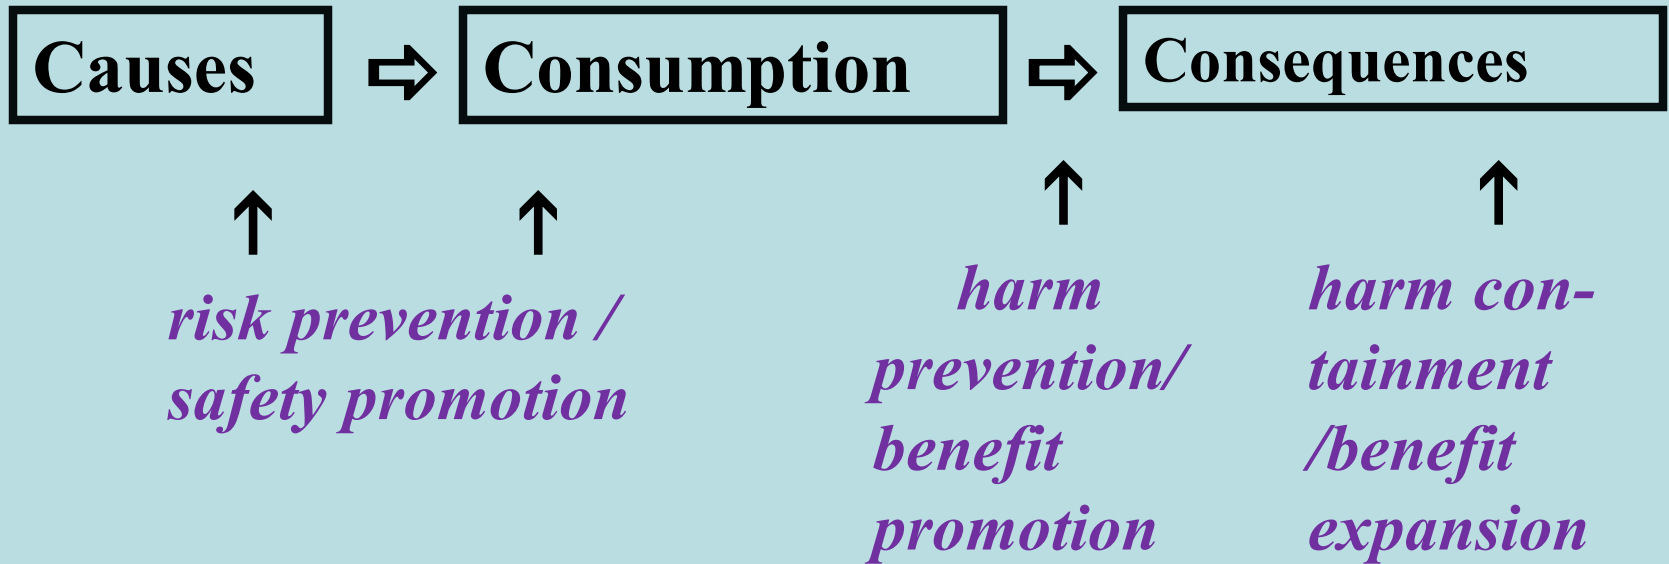 Causes ⇨ Consumption ⇨ Consequences
↑ ↑ ↑ ↑
risk prevention /
safety promotion
harm
prevention/
benefit
promotion
harm con-
tainment
/benefit
expansion